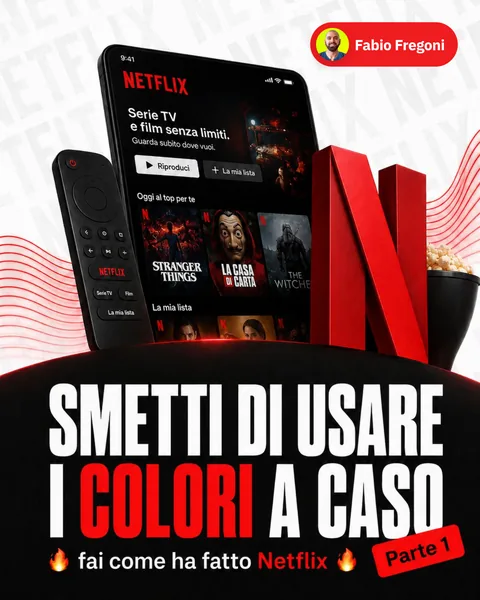 Fabio Fregoni
9:41
NETFLIX
Serie TV
e film senza limiti.
Guarda subito dove vuoi.
Riproduci
+ La mia lista
Oggi al top per te
N
STRANGER
THINGS
N
LA CASA
DI CARTA
N
THE
WITCHE
La mia lista
N
N
N
NETFLIX
Serie TV
Film
La mia lista
N
SMETTI DI USARE
I COLORI A CASO
🔥 fai come ha fatto Netflix 🔥
Parte 1